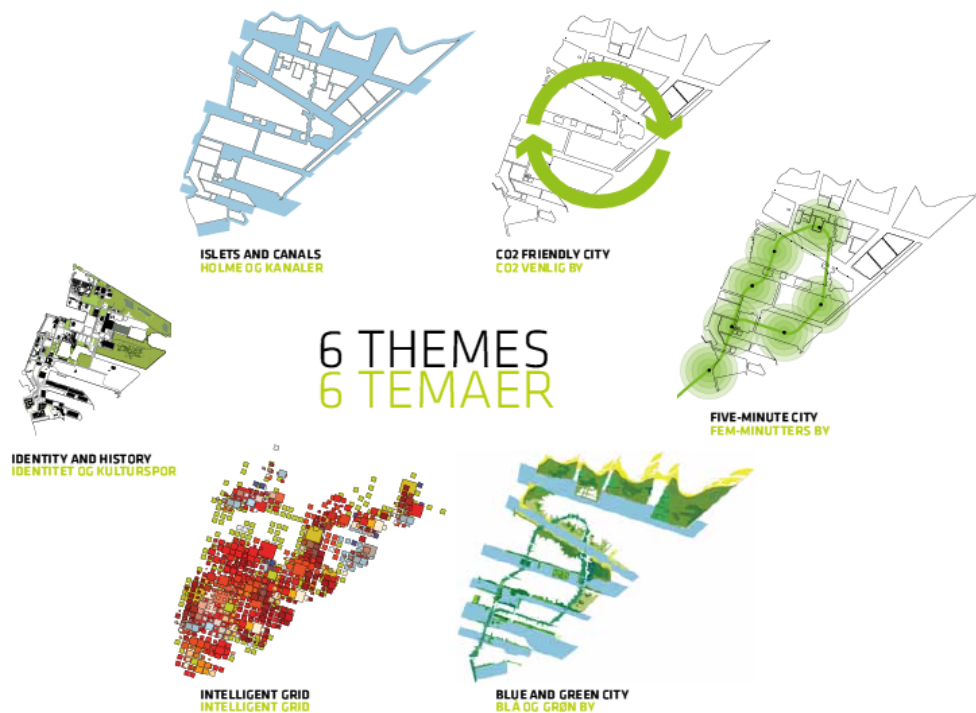 ISLETS AND CANALS
HOLME OG KANALER
CO2 FRIENDLY CITY
CO2 VENLIG BY
6 THEMES
6 TEMAER
FIVE-MINUTE CITY
FEM-MINUTTERS BY
IDENTITY AND HISTORY
IDENTITET OG KULTURSPOR
INTELLIGENT GRID
INTELLIGENT GRID
BLUE AND GREEN CITY
BLÅ OG GRØN BY